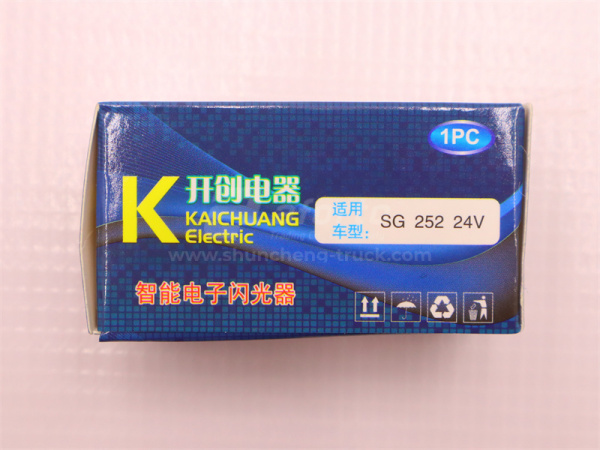 1PC
K
开创电器
KAICHUANG
Electric
适用
车型:
SG 252 24V
www.shuncheng-truck.com
智能电子闪光器